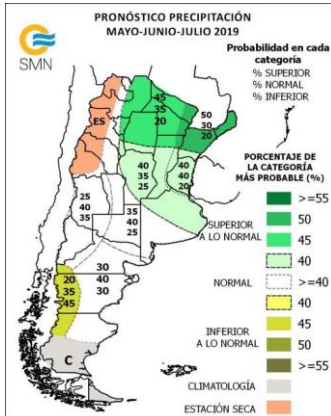 PRONÓSTICO PRECIPITACIÓN
MAYO-JUNIO-JULIO 2019
SMN
Probabilidad en cada
categoría
% SUPERIOR
% NORMAL
% INFERIOR
45
35
20
50
30
20
ES
40
35
25
40
40
20
25
40
35
35
40
25
30
40
30
20
35
45
C
PORCENTAJE DE
LA CATEGORÍA
MÁS PROBABLE (%)
SUPERIOR
A LO NORMAL
>=55
50
45
40
NORMAL
>=40
INFERIOR
A LO NORMAL
40
45
50
>=55
CLIMATOLOGÍA
ESTACIÓN SECA